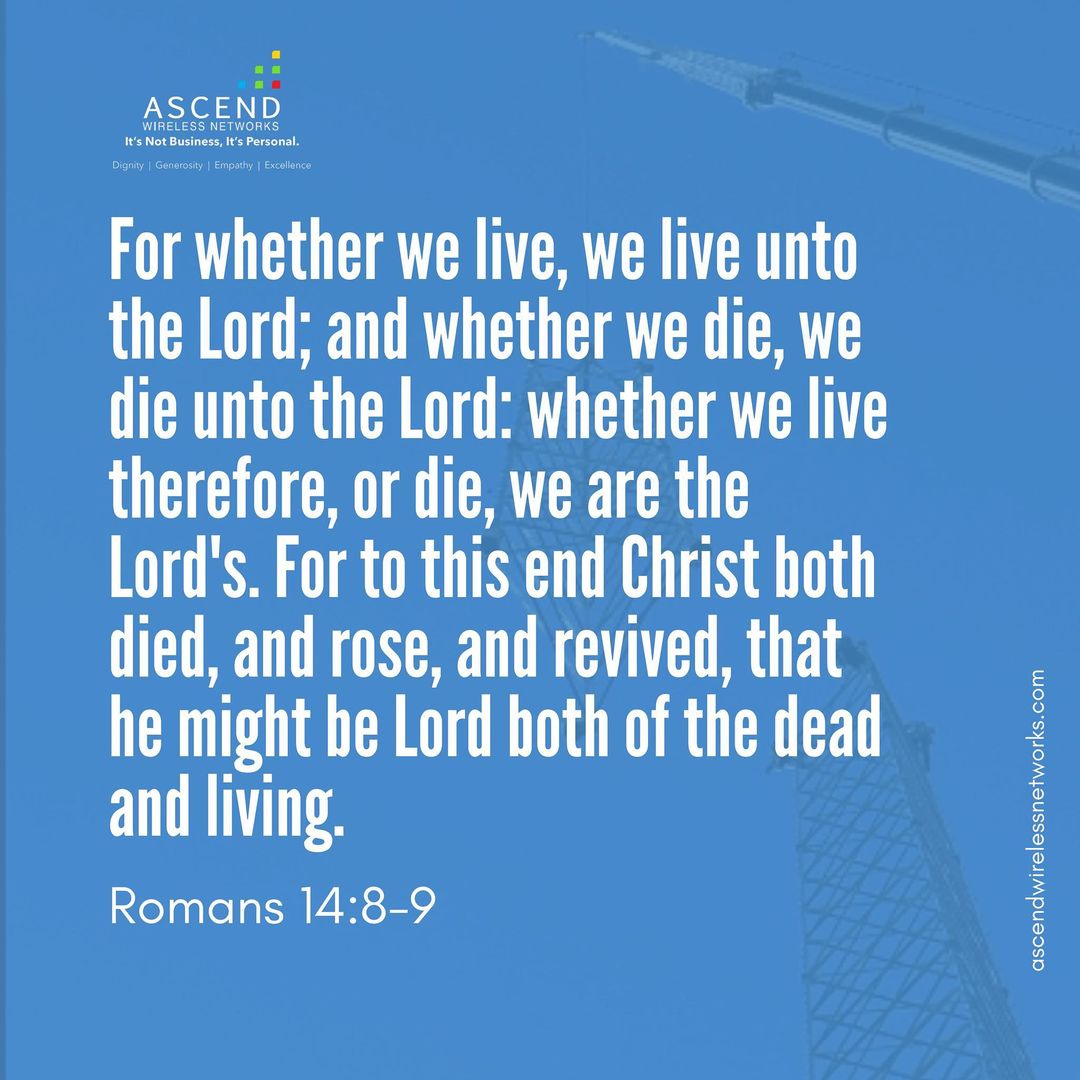 ASCEND
WIRELESS NETWORKS
It's Not Business, It's Personal.
Dignity | Generosity | Empathy | Excellence
For whether we live, we live unto
the Lord; and whether we die, we
die unto the Lord: whether we live
therefore, or die, we are the
Lord's. For to this end Christ both
died, and rose, and revived, that
he might be Lord both of the dead
and living.
Romans 14:8-9
ascendwirelessnetworks.com